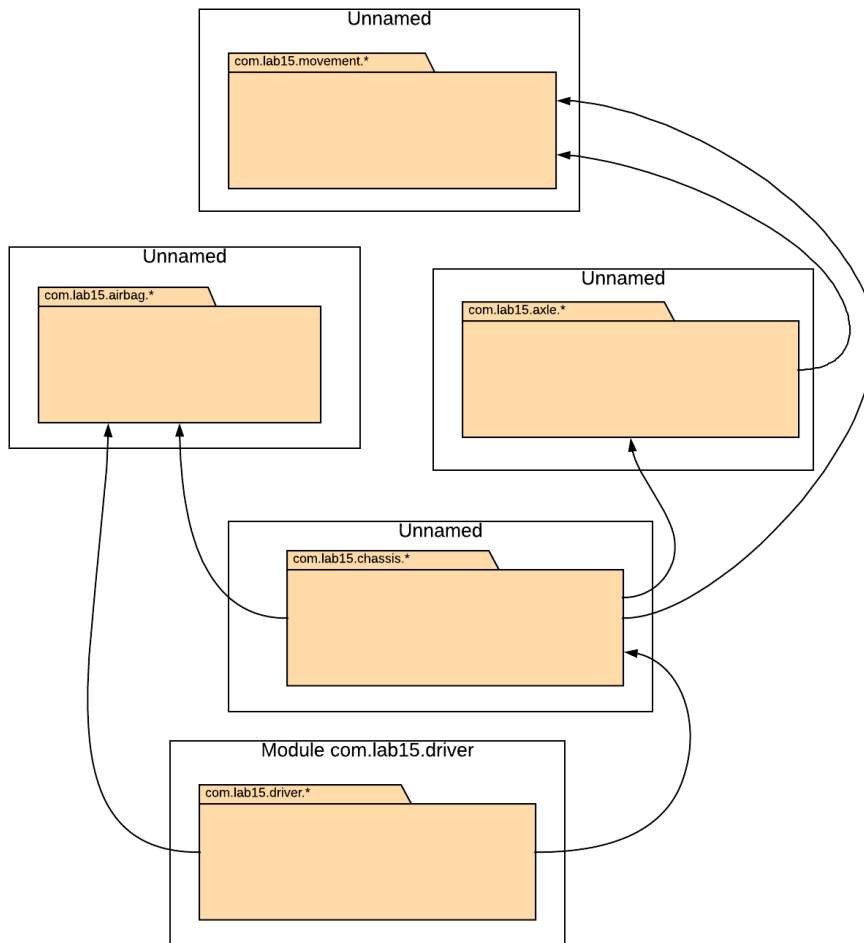 Unnamed
com.lab15.movement.*
Unnamed
com.lab15.airbag.*
Unnamed
com.lab15.axle.*
Unnamed
com.lab15.chassis.*
Module com.lab15.driver
com.lab15.driver.*